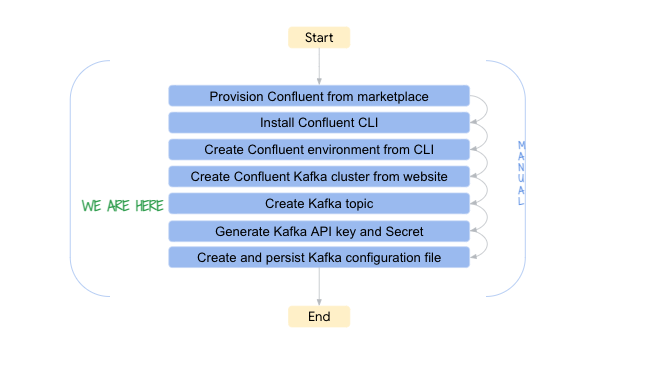 Start
Provision Confluent from marketplace
Install Confluent CLI
Create Confluent environment from CLI
Create Confluent Kafka cluster from website
WE ARE HERE
Create Kafka topic
Generate Kafka API key and Secret
Create and persist Kafka configuration file
MANUAL
End